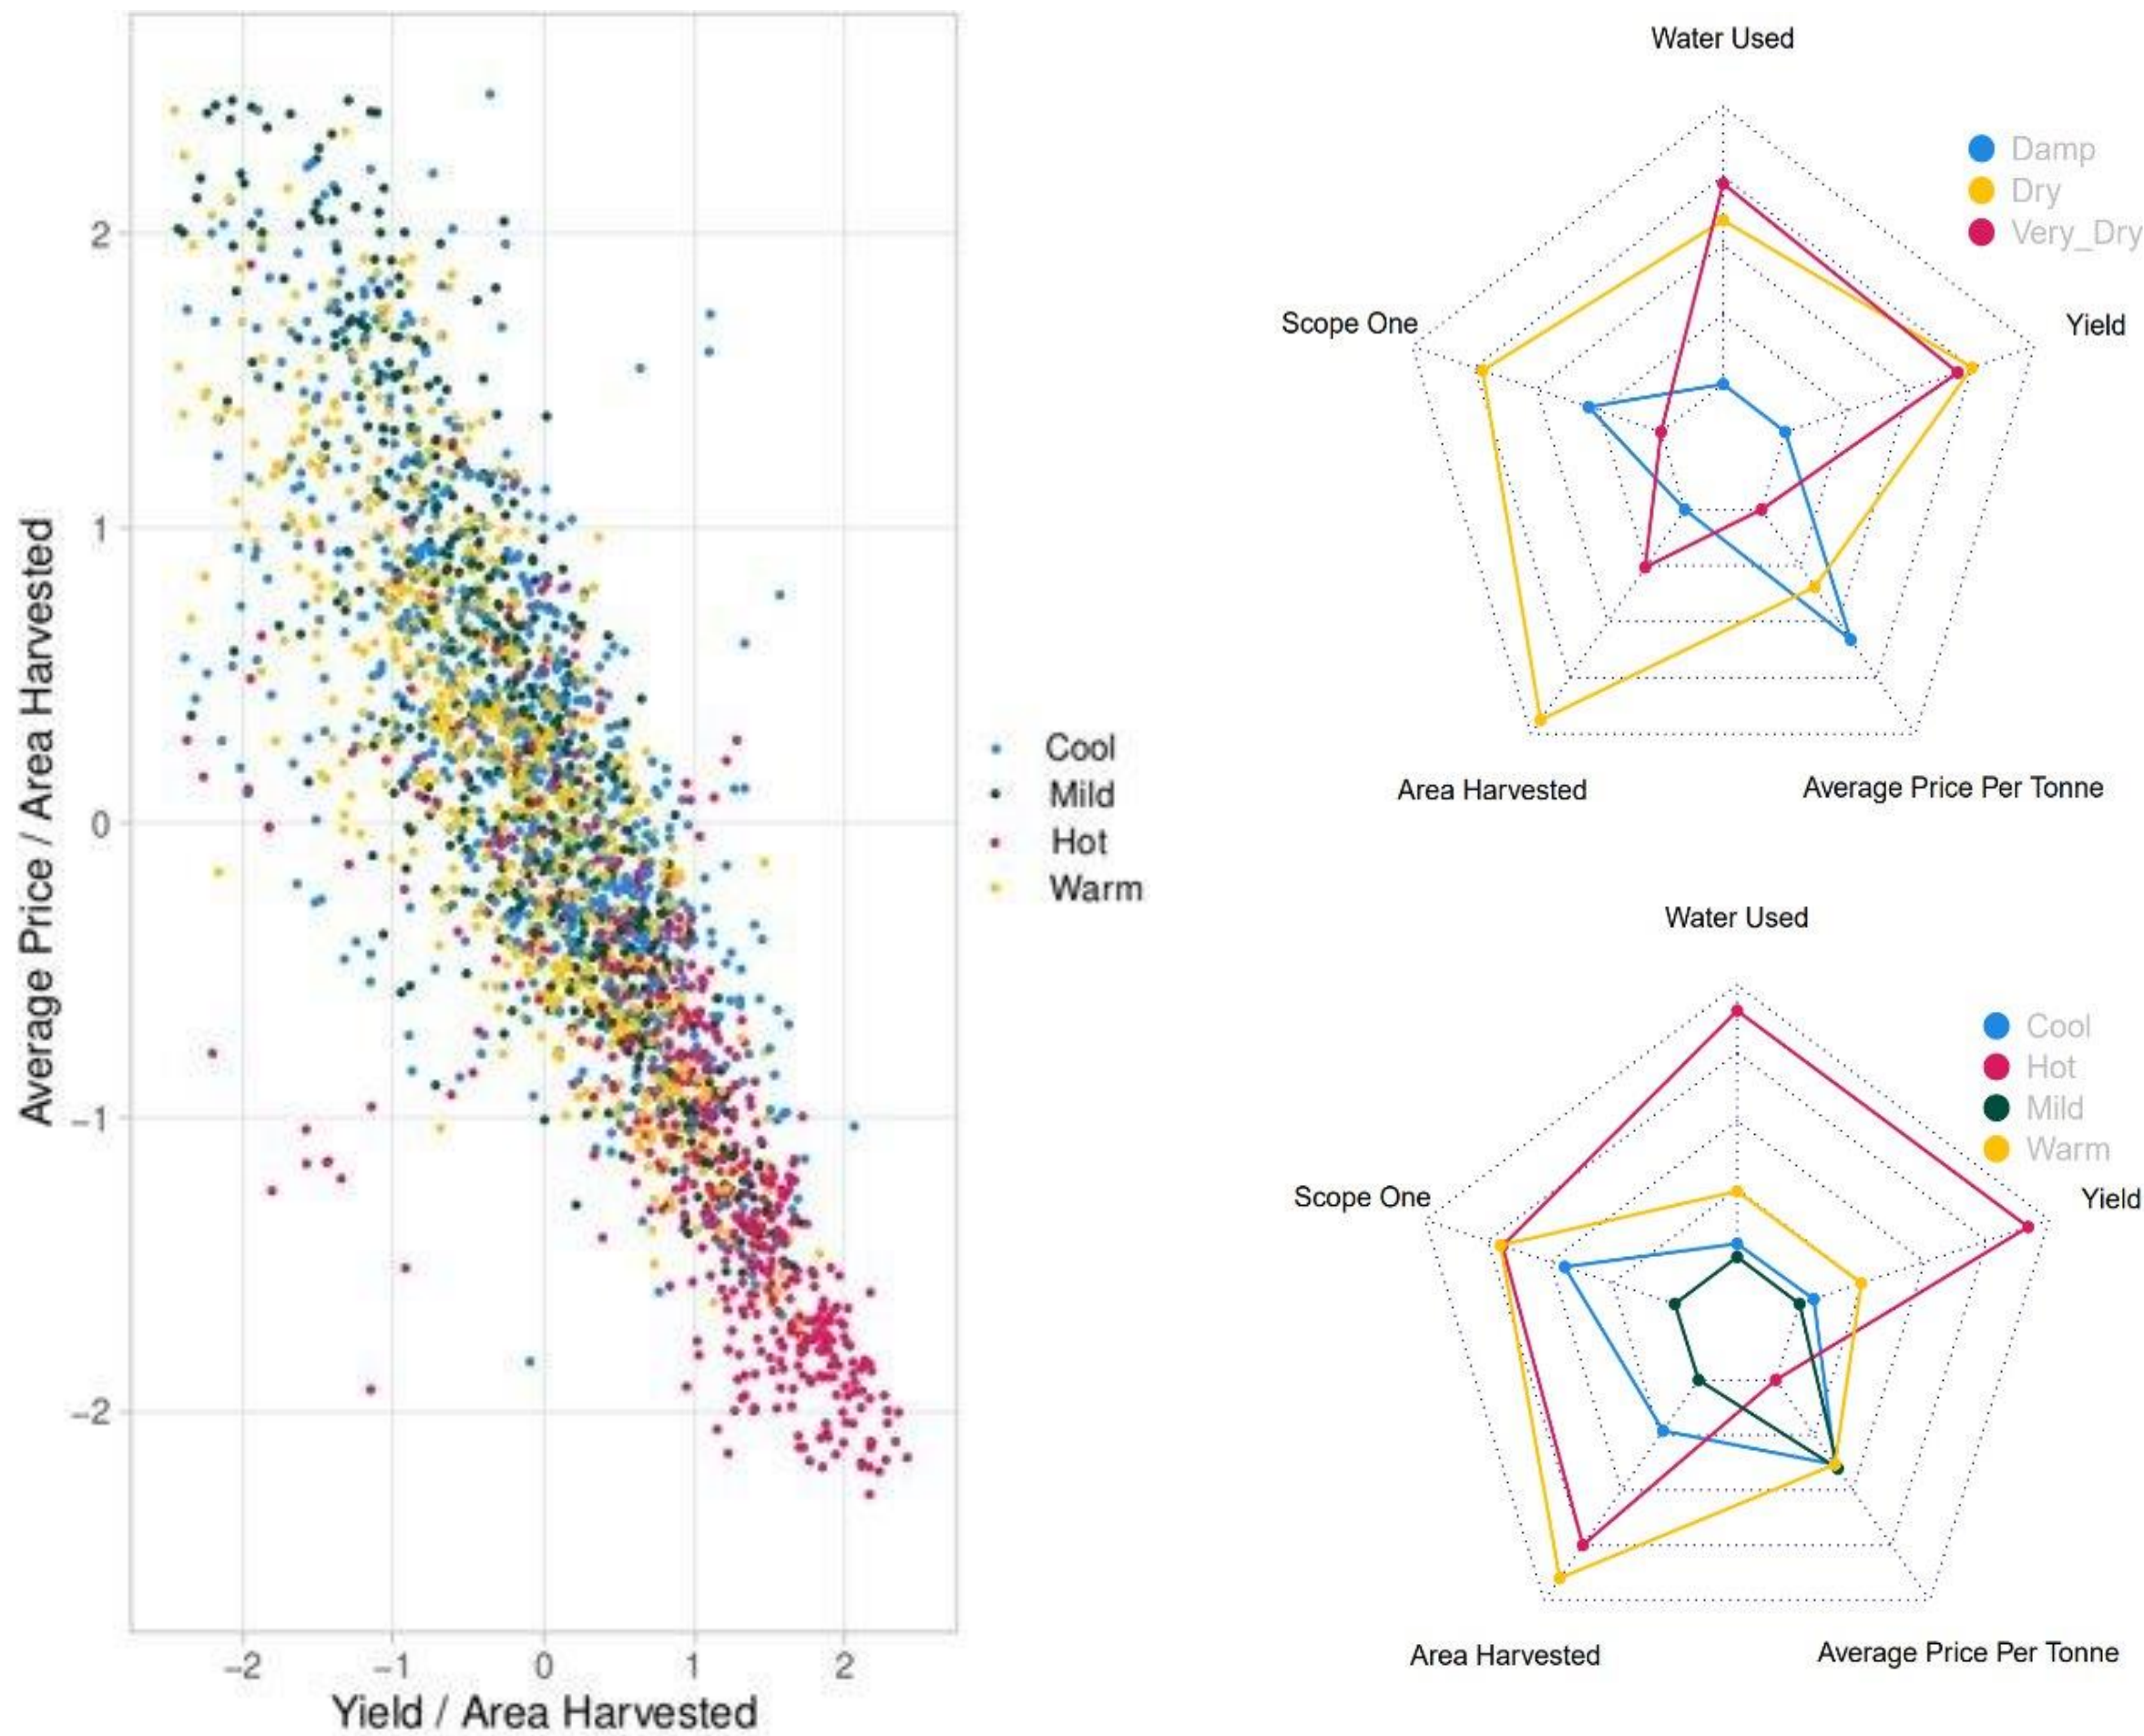 Average Price / Area Harvested
2
1
0
−1
−2
−2
−1
0
1
2
Yield / Area Harvested
Cool
Mild
Hot
Warm
Water Used
Damp
Dry
Very_Dry
Scope One
Yield
Area Harvested
Average Price Per Tonne
Water Used
Cool
Hot
Mild
Warm
Scope One
Yield
Area Harvested
Average Price Per Tonne